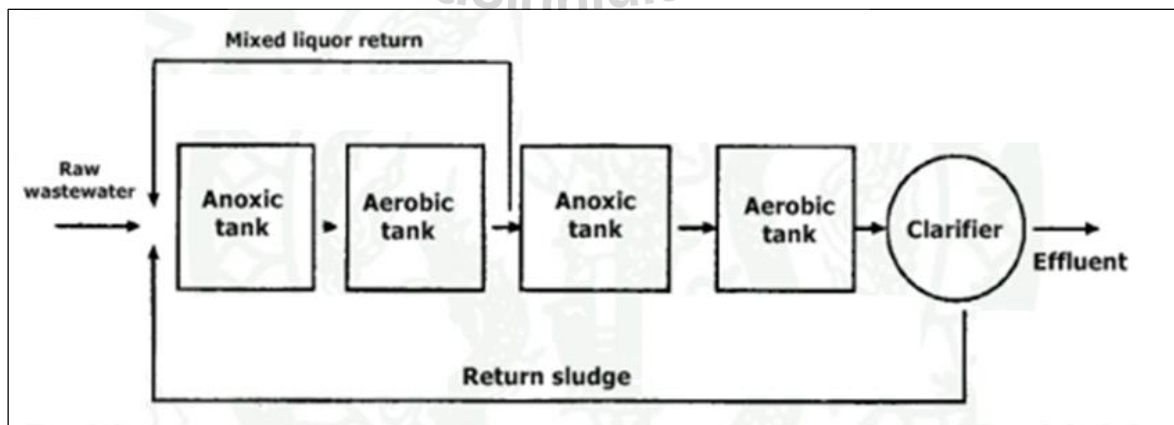 Mixed liquor return
Raw
wastewater
Anoxic
tank
Aerobic
tank
Anoxic
tank
Aerobic
tank
Clarifier
Effluent
Return sludge